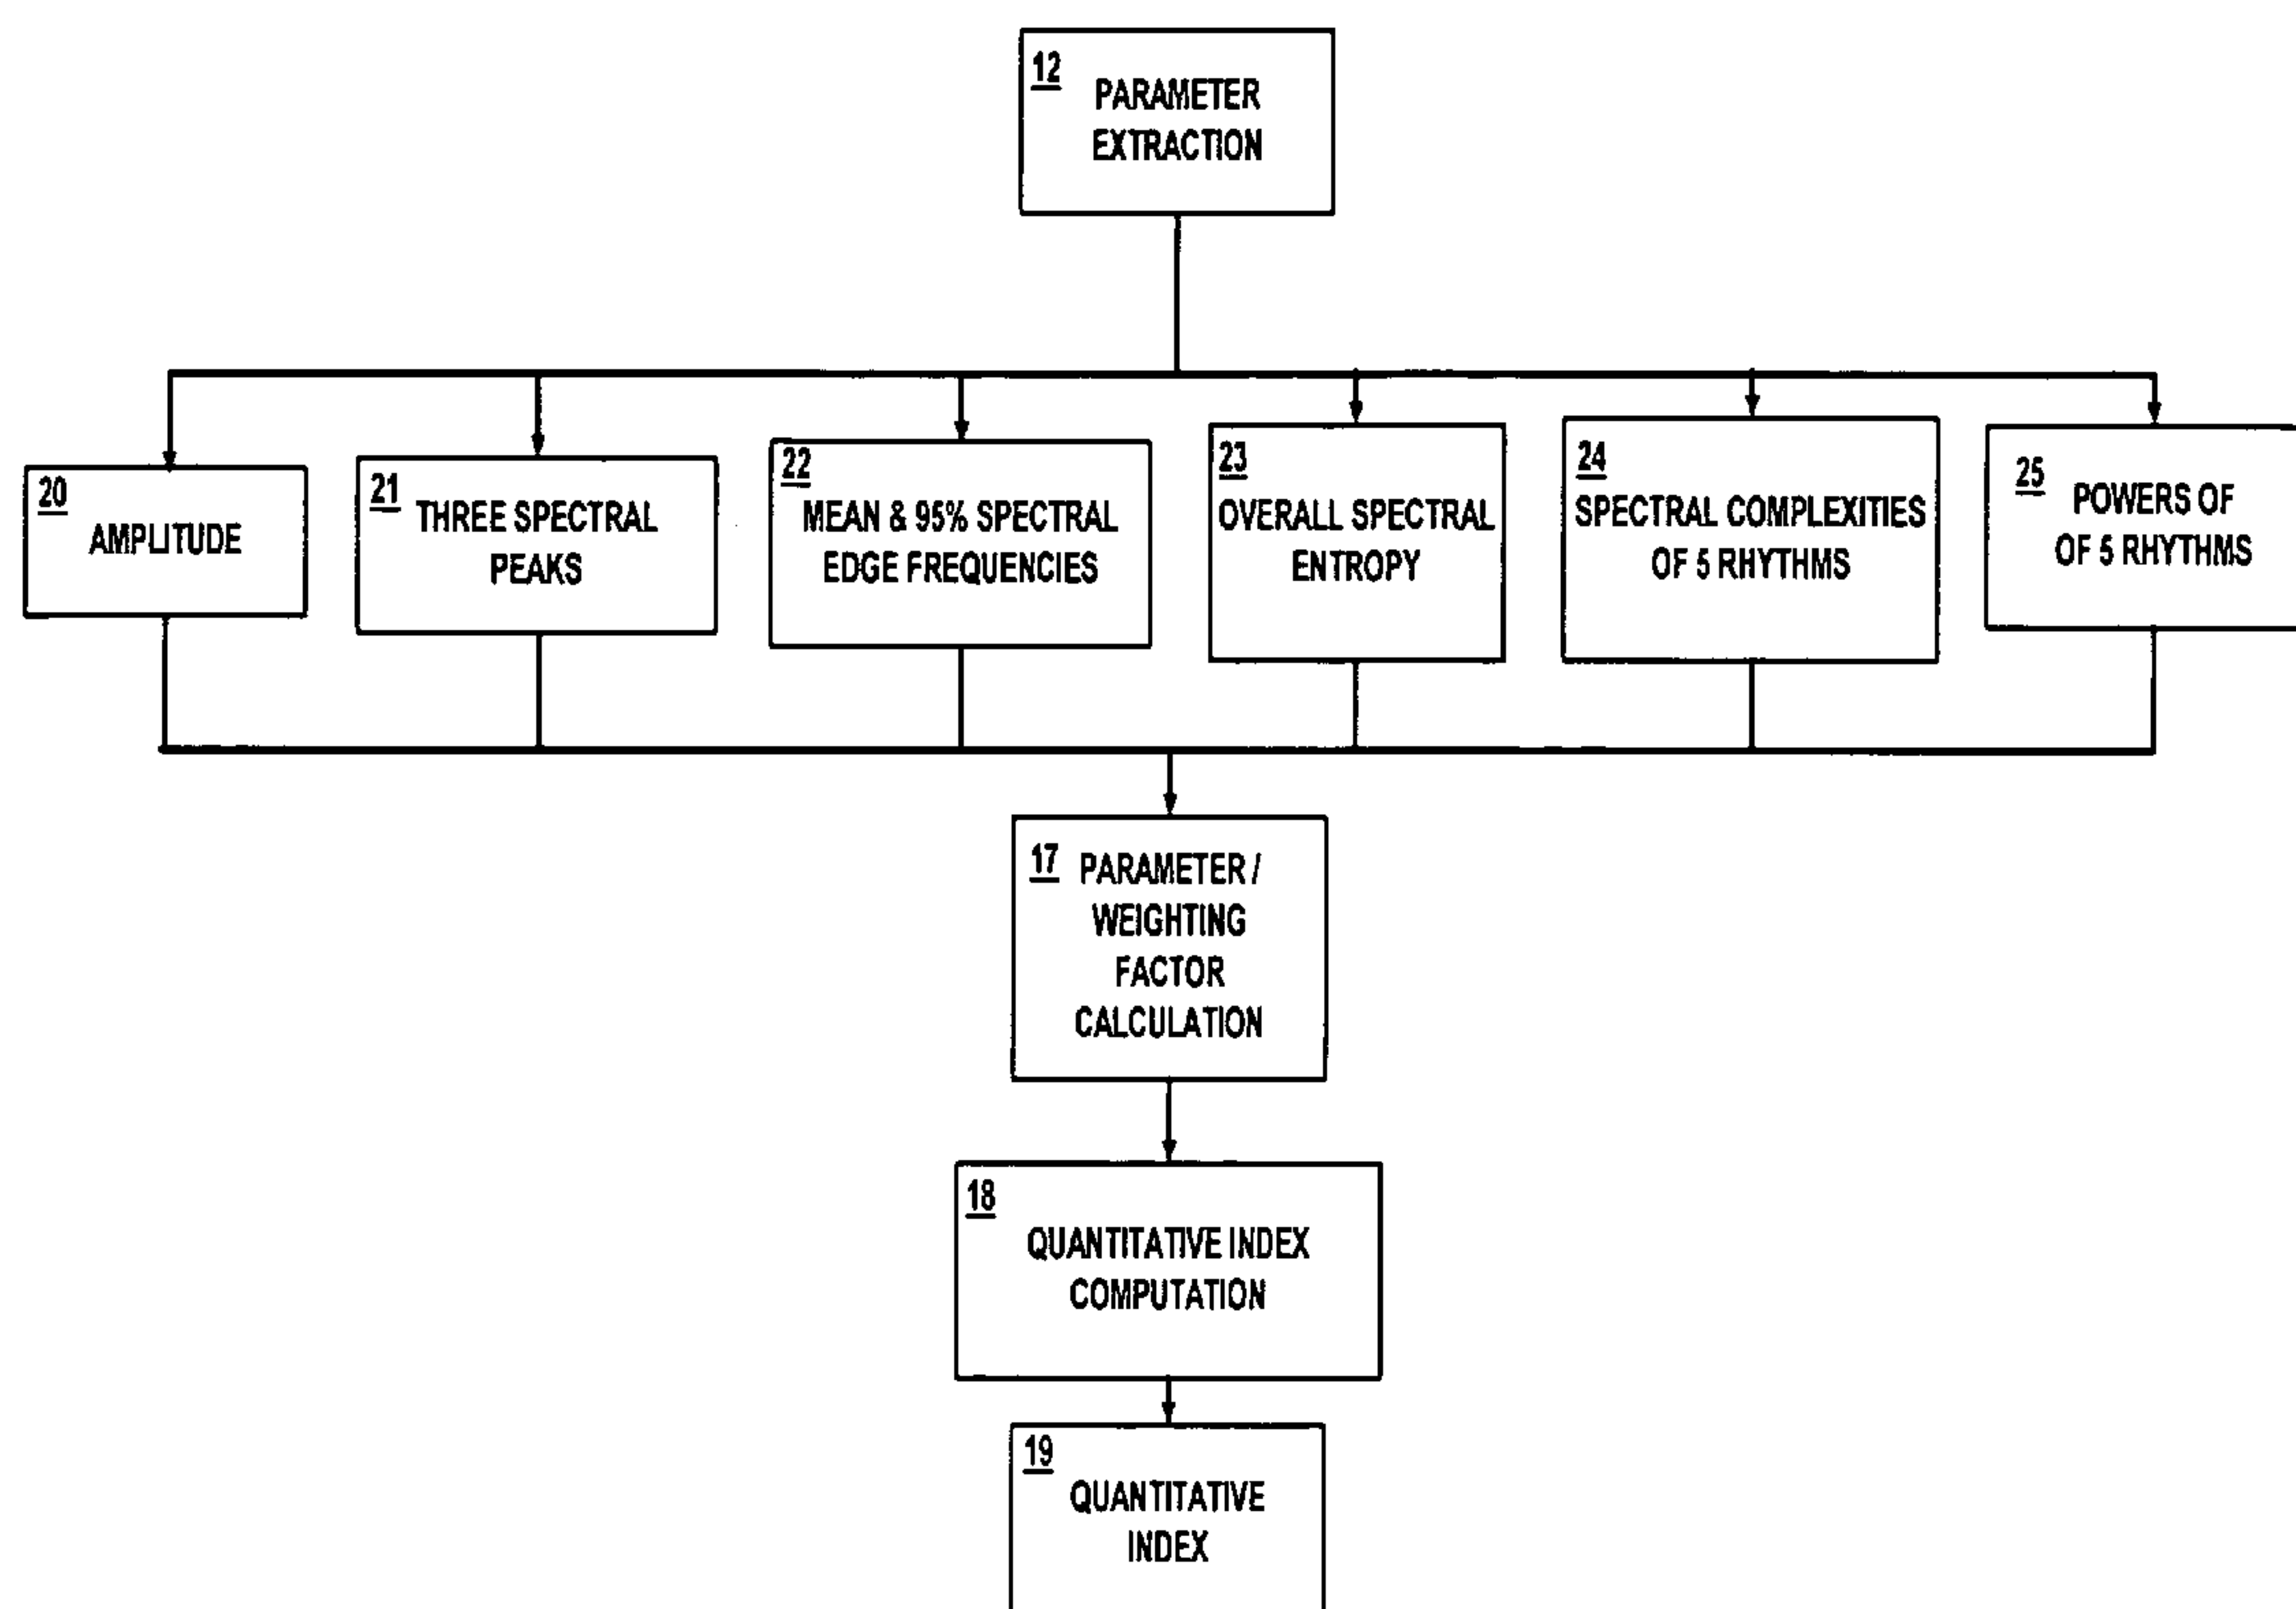 12
PARAMETER
EXTRACTION
20
AMPLITUDE
21
THREE SPECTRAL
PEAKS
22
MEAN & 95% SPECTRAL
EDGE FREQUENCIES
23
OVERALL SPECTRAL
ENTROPY
24
SPECTRAL COMPLEXITIES
OF 5 RHYTHMS
25
POWERS OF
OF 5 RHYTHMS
17
PARAMETER /
WEIGHTING
FACTOR
CALCULATION
18
QUANTITATIVE INDEX
COMPUTATION
19
QUANTITATIVE
INDEX